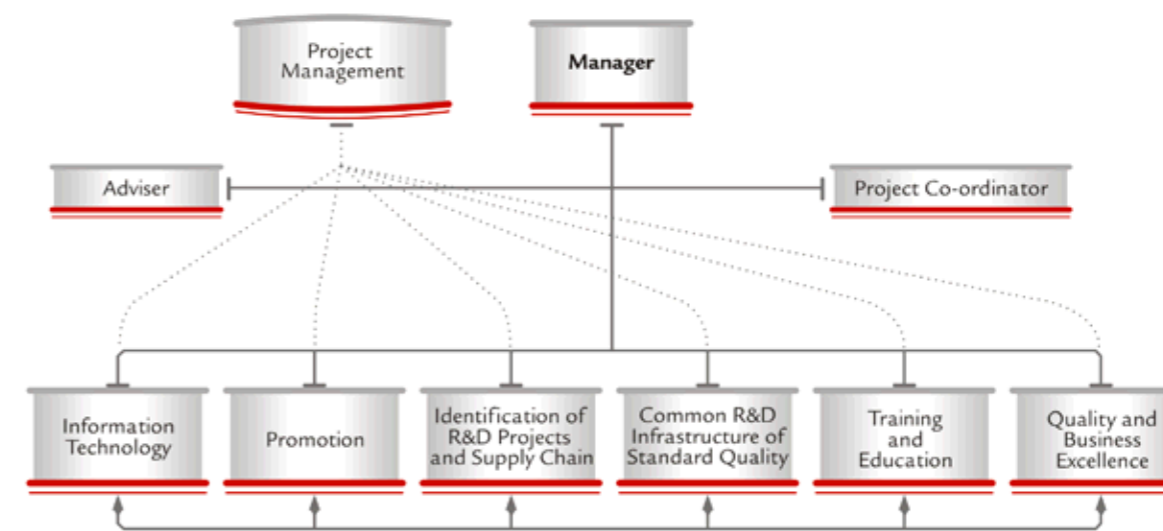 Project
Management
Manager
Adviser
Project Co-ordinator
Information
Technology
Promotion
Identification of
R&D Projects
and Supply Chain
Common R&D
Infrastructure of
Standard Quality
Training
and
Education
Quality and
Business
Excellence